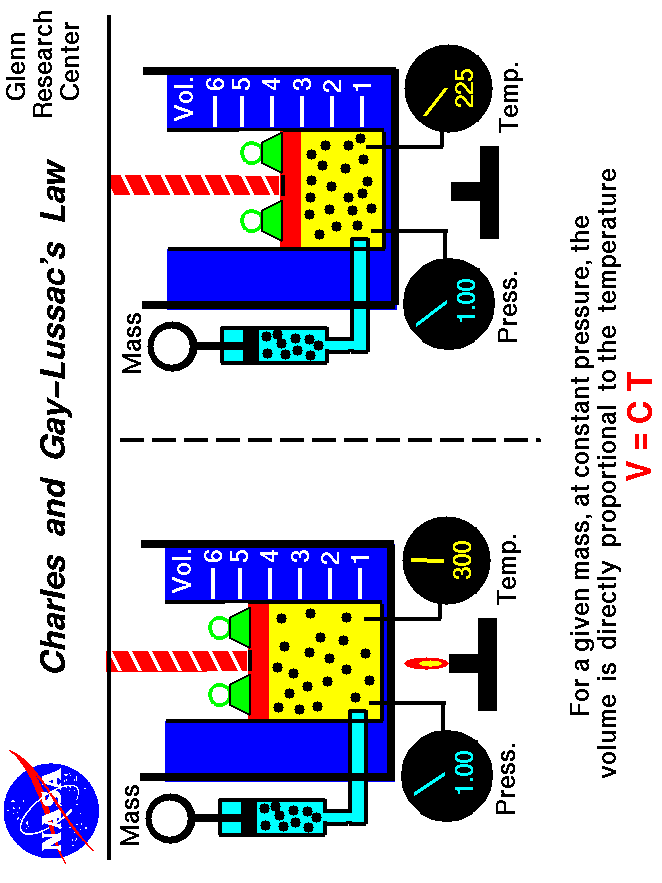 NASA
Charles and Gay–Lussac's Law
Glenn
Research
Center
Mass
Vol.
6
5
4
3
2
1
1.00
Press.
300
Temp.
Mass
Vol.
6
5
4
3
2
1
1.00
Press.
225
Temp.
For a given mass, at constant pressure, the
volume is directly proportional to the temperature
V = C T